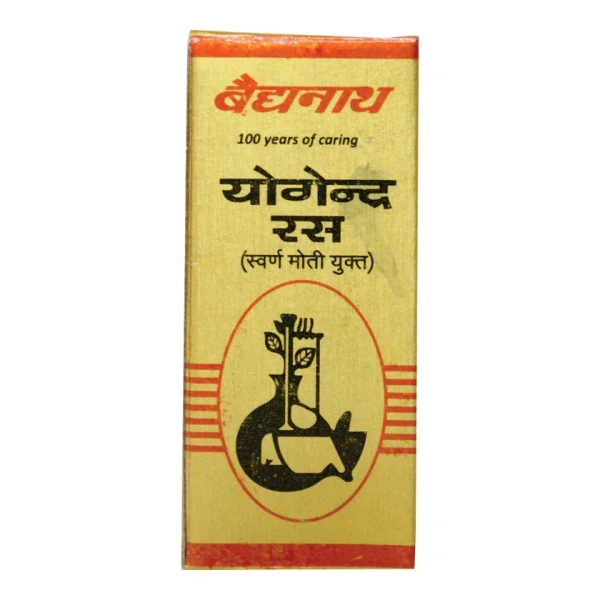 बैद्यनाथ
100 years of caring
योगेन्द्र
रस
(स्वर्ण मोती युक्त)